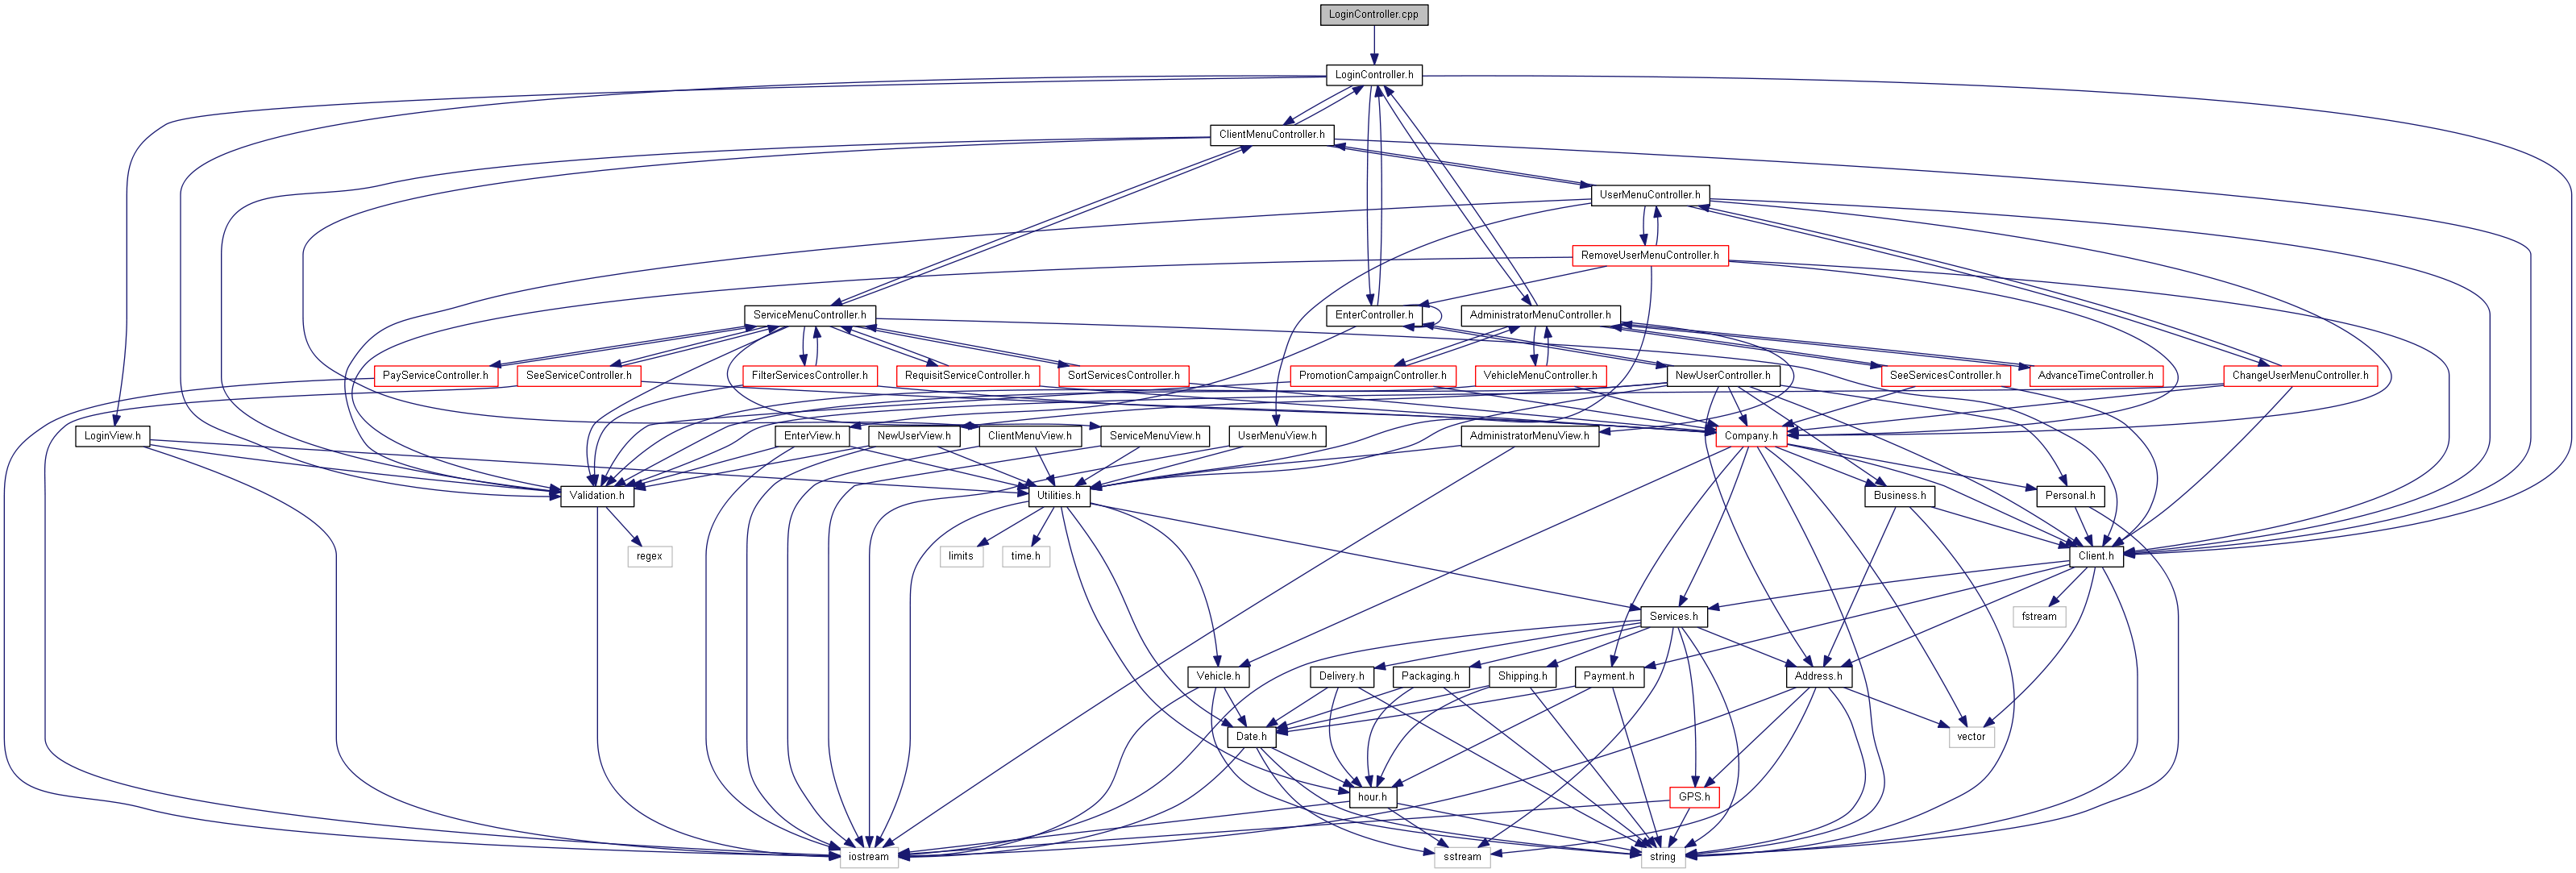 LoginController.cpp
LoginController.h
ClientMenuController.h
UserMenuController.h
RemoveUserMenuController.h
ServiceMenuController.h
EnterController.h
AdministratorMenuController.h
PayServiceController.h
SeeServiceController.h
FilterServicesController.h
RequisitServiceController.h
SortServicesController.h
PromotionCampaignController.h
VehicleMenuController.h
NewUserController.h
SeeServicesController.h
AdvanceTimeController.h
ChangeUserMenuController.h
LoginView.h
EnterView.h
NewUserView.h
ClientMenuView.h
ServiceMenuView.h
UserMenuView.h
AdministratorMenuView.h
Company.h
Validation.h
Utilities.h
Business.h
Personal.h
regex
limits
time.h
Client.h
Services.h
fstream
Vehicle.h
Delivery.h
Packaging.h
Shipping.h
Payment.h
Address.h
Date.h
vector
hour.h
GPS.h
iostream
sstream
string